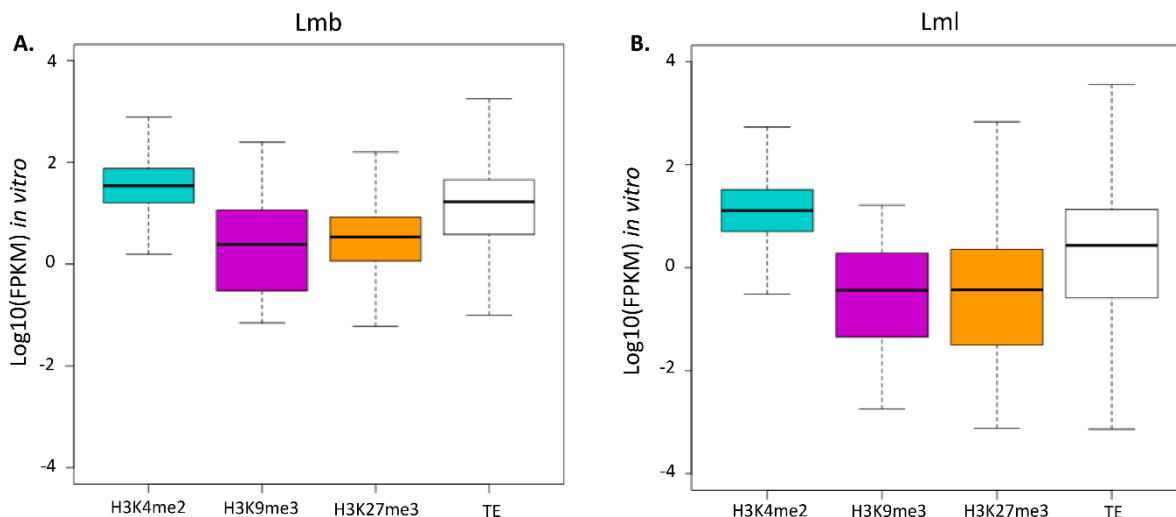 Lmb
A.
4
2
0
-2
-4
Log10(FPKM) in vitro
H3K4me2
H3K9me3
H3K27me3
TE
Lml
B.
4
2
0
-2
-4
Log10(FPKM) in vitro
H3K4me2
H3K9me3
H3K27me3
TE